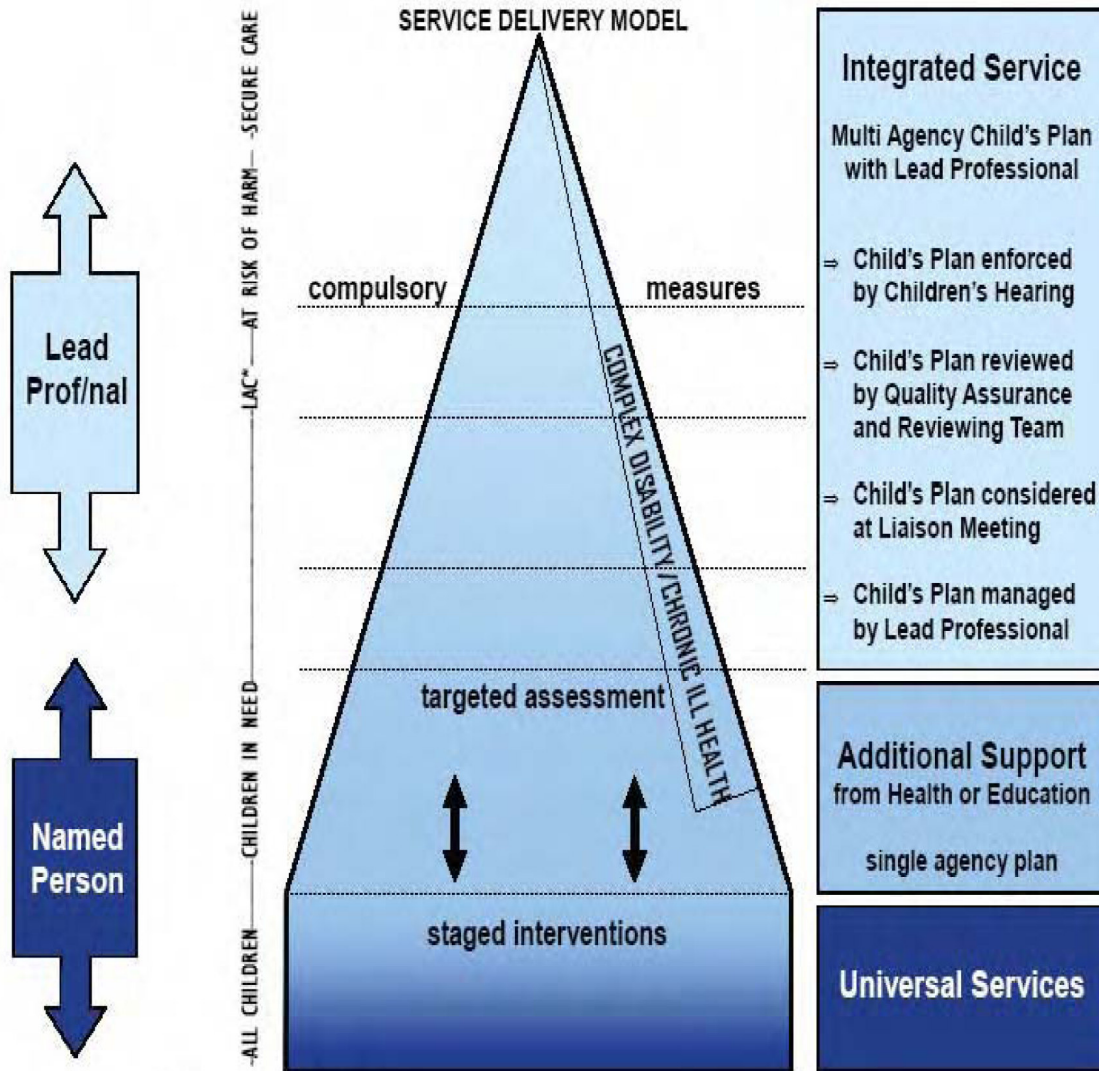 SERVICE DELIVERY MODEL
Lead
Prof/nal
Named
Person
-ALL CHILDREN——CHILDREN IN NEED——LAC*——AT RISK OF HARM— -SECURE CARE
compulsory measures
targeted assessment
staged interventions
COMPLEX DISABILITY/CHRONIC ILL HEALTH
Integrated Service
Multi Agency Child's Plan
with Lead Professional
⇒ Child's Plan enforced
by Children's Hearing
⇒ Child's Plan reviewed
by Quality Assurance
and Reviewing Team
⇒ Child's Plan considered
at Liaison Meeting
⇒ Child's Plan managed
by Lead Professional
Additional Support
from Health or Education
single agency plan
Universal Services